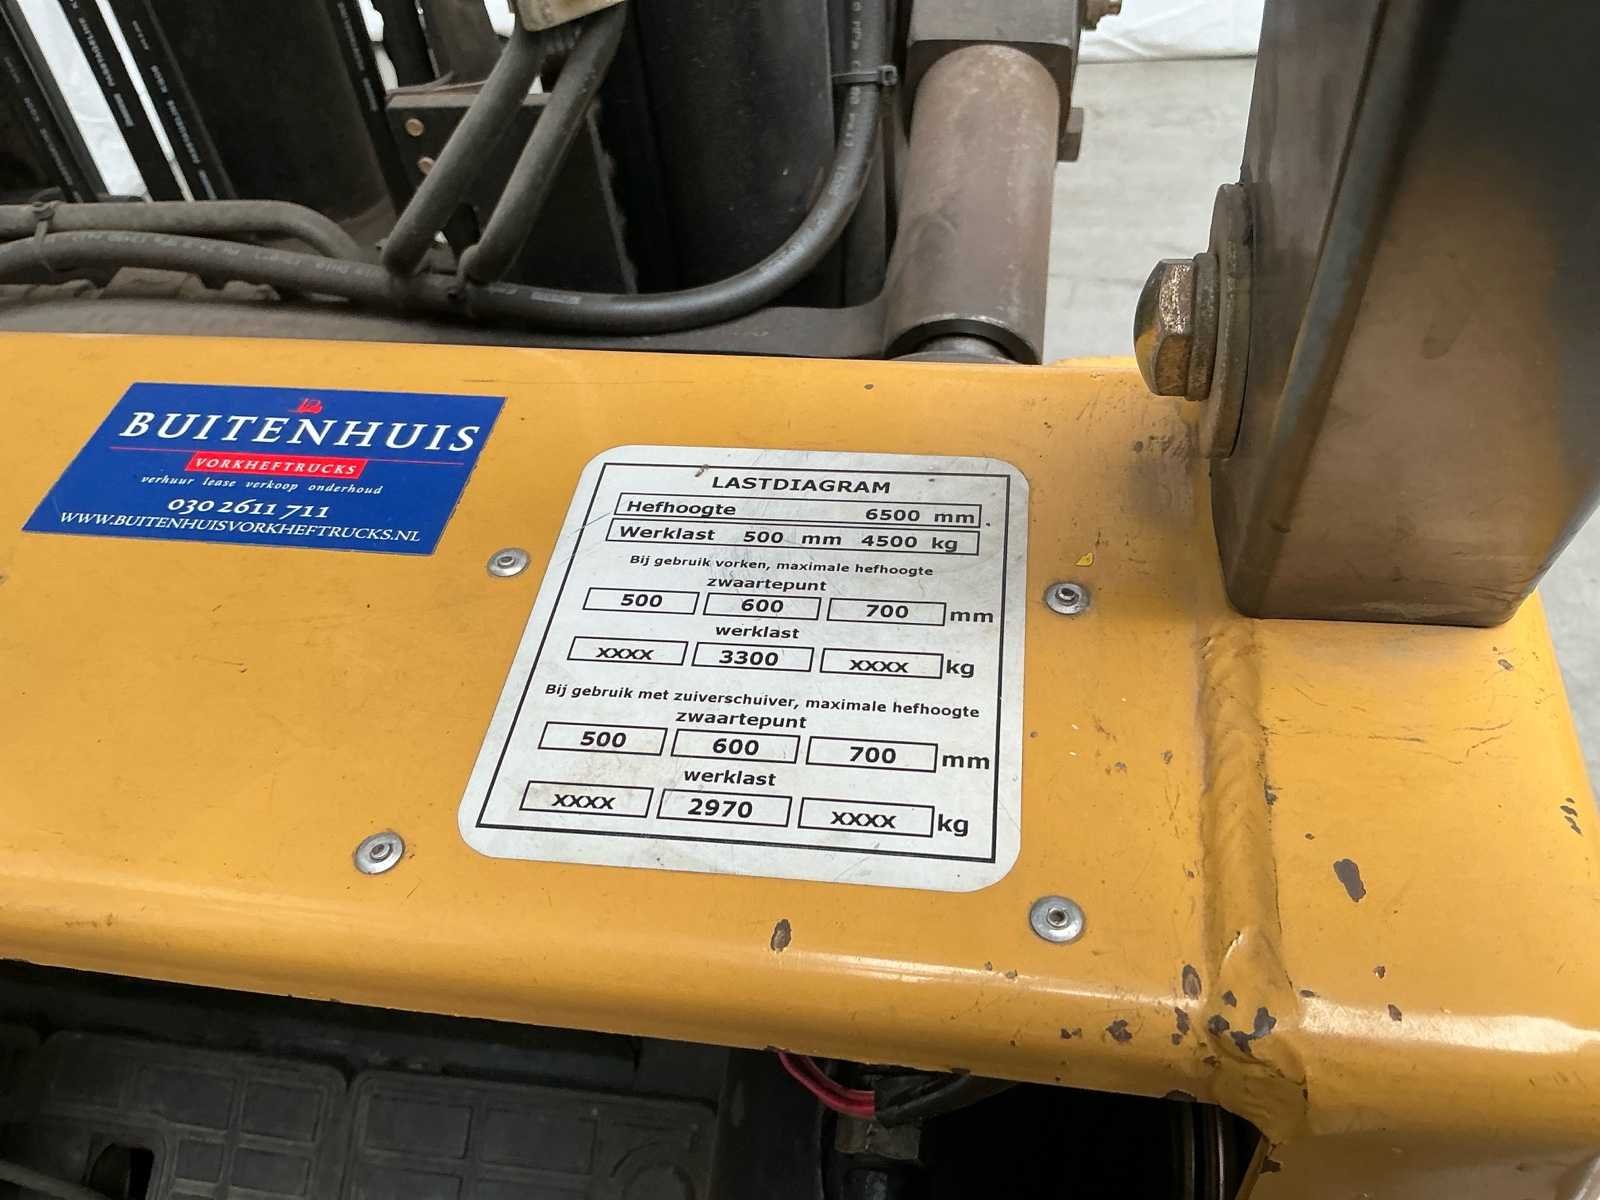 BUITENHUIS
VORKHEFTRUCKS
verhuur lease verkoop onderhoud
030 2611 711
WWW.BUITENHUISVORKHEFTRUCKS.NL
LASTDIAGRAM
Hefhoogte 6500 mm
Werklast 500 mm 4500 kg
Bij gebruik vorken, maximale hefhoogte
zwaartepunt
500 600 700 mm
werklast
xxxx 3300 xxxx kg
Bij gebruik met zuiverschuiver, maximale hefhoogte
zwaartepunt
500 600 700 mm
werklast
xxxx 2970 xxxx kg